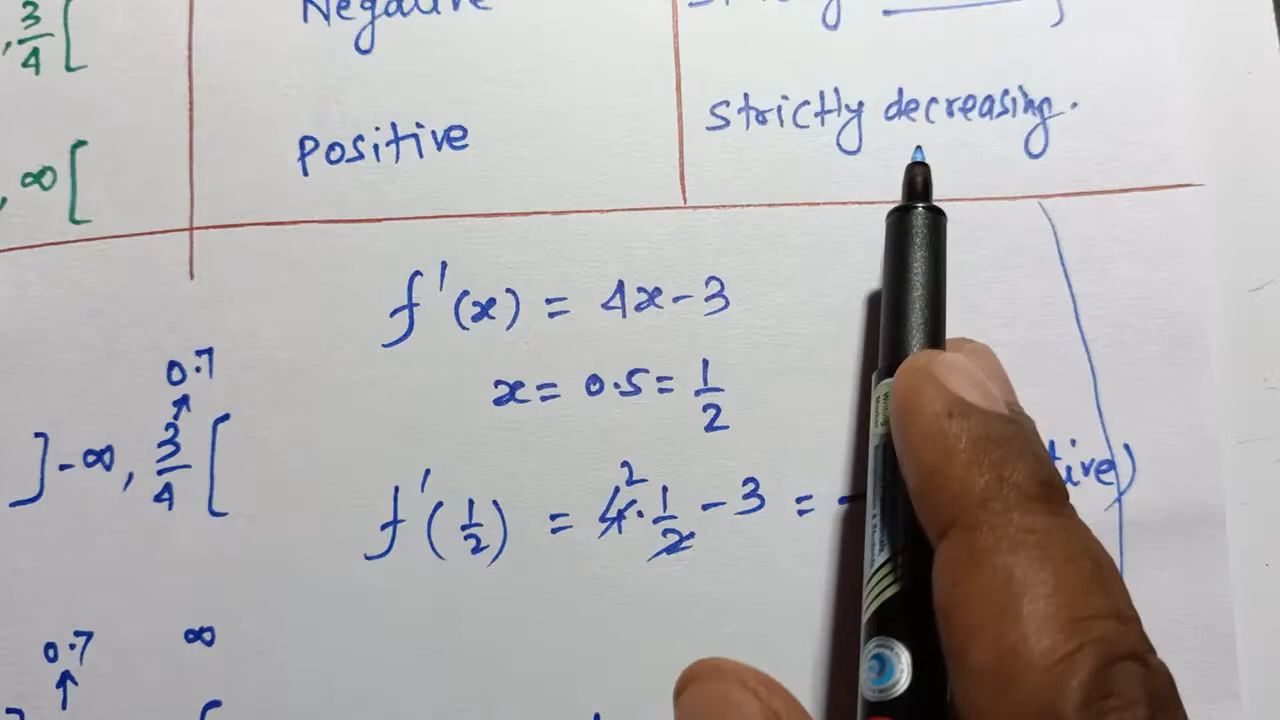 , 3/4 [ Negative
, ∞ [ Positive Strictly decreasing.
f'(x) = 4x - 3
0.7
x = 0.5 = 1/2
] -∞, 3/4 [
f'(1/2) = 4 · 1/2 - 3 = -
2
0.7 ∞